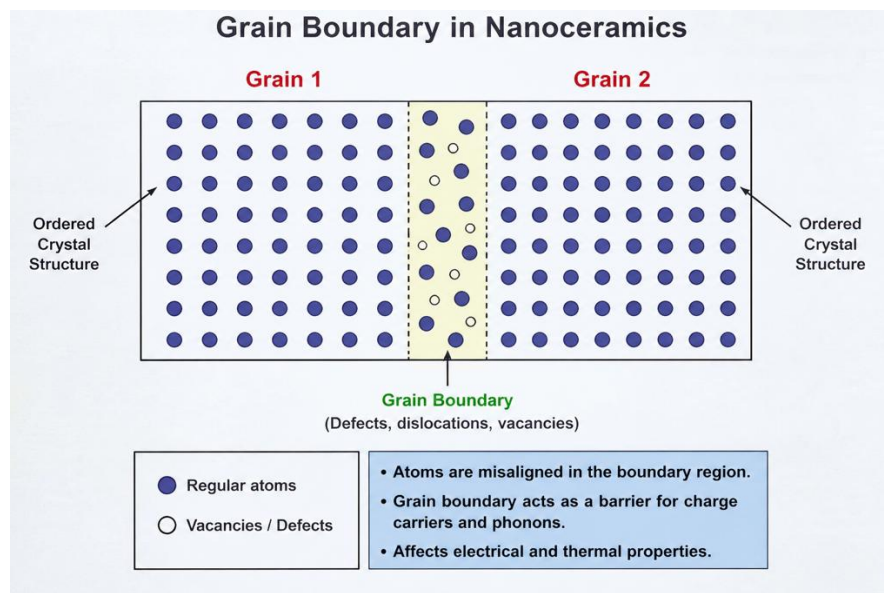 Grain Boundary in Nanoceramics
Grain 1
Grain 2
Ordered
Crystal
Structure
Ordered
Crystal
Structure
Grain Boundary
(Defects, dislocations, vacancies)
Regular atoms
Vacancies / Defects
• Atoms are misaligned in the boundary region.
• Grain boundary acts as a barrier for charge
carriers and phonons.
• Affects electrical and thermal properties.